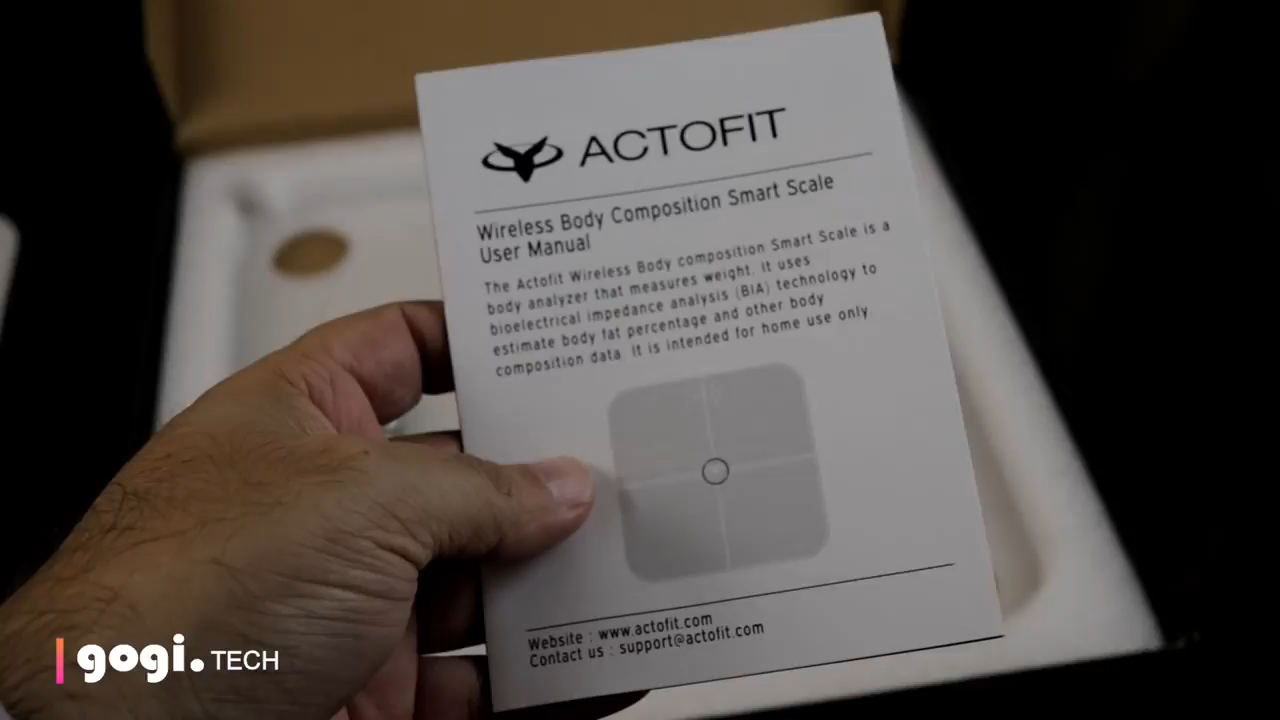 ACTOFIT
Wireless Body Composition Smart Scale
User Manual
The Actofit Wireless Body composition Smart Scale is a
body analyzer that measures weight. It uses
bioelectrical impedance analysis (BIA) technology to
estimate body fat percentage and other body
composition data. It is intended for home use only
Website : www.actofit.com
Contact us : support@actofit.com
gogi.TECH